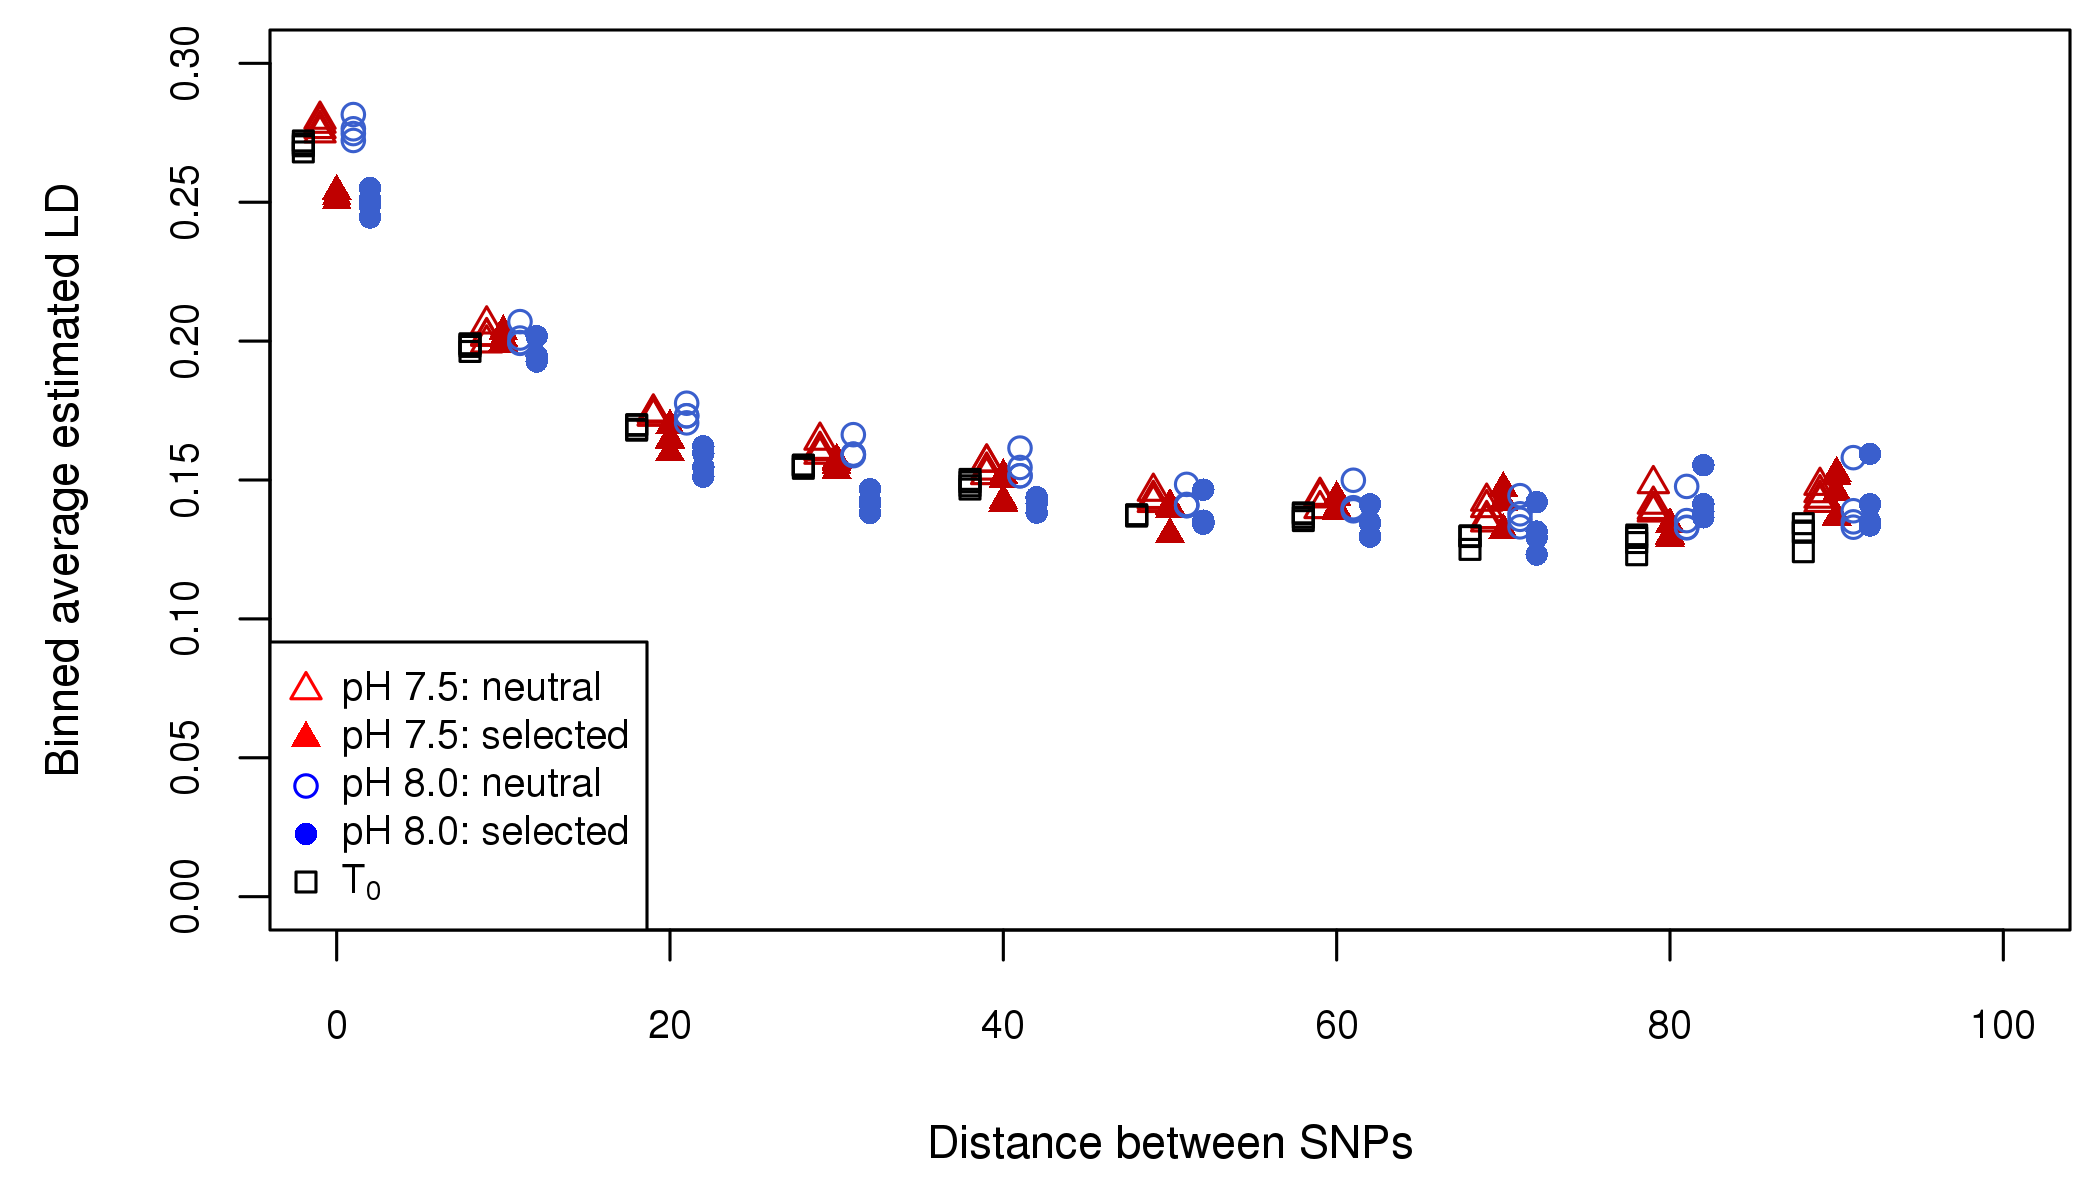 Binned average estimated LD
0.30
0.25
0.20
0.15
0.10
0.05
0.00
pH 7.5: neutral
pH 7.5: selected
pH 8.0: neutral
pH 8.0: selected
T0
0 20 40 60 80 100
Distance between SNPs